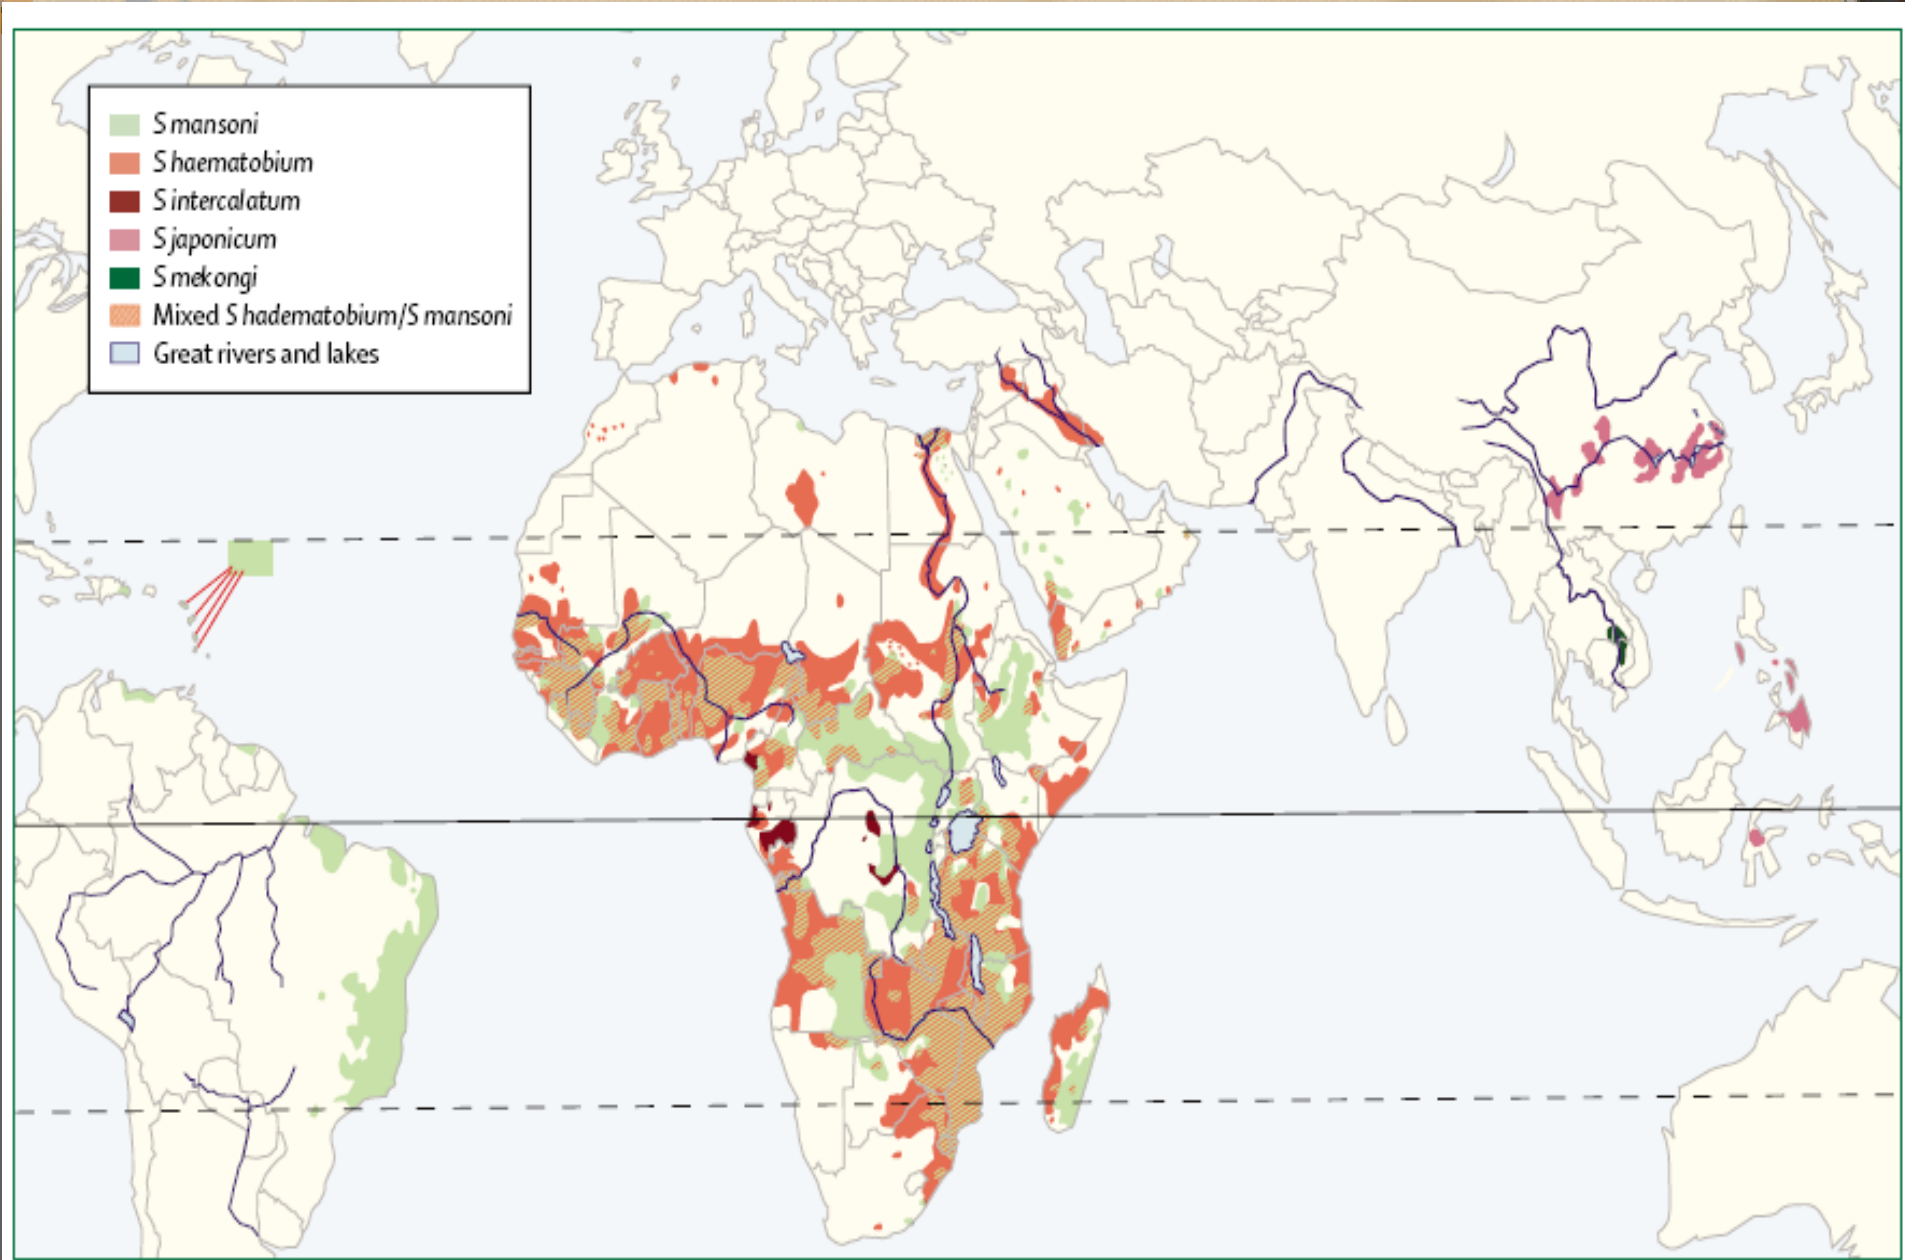 S mansoni
S haematobium
S intercalatum
S japonicum
S mekongi
Mixed S hadematobium/S mansoni
Great rivers and lakes